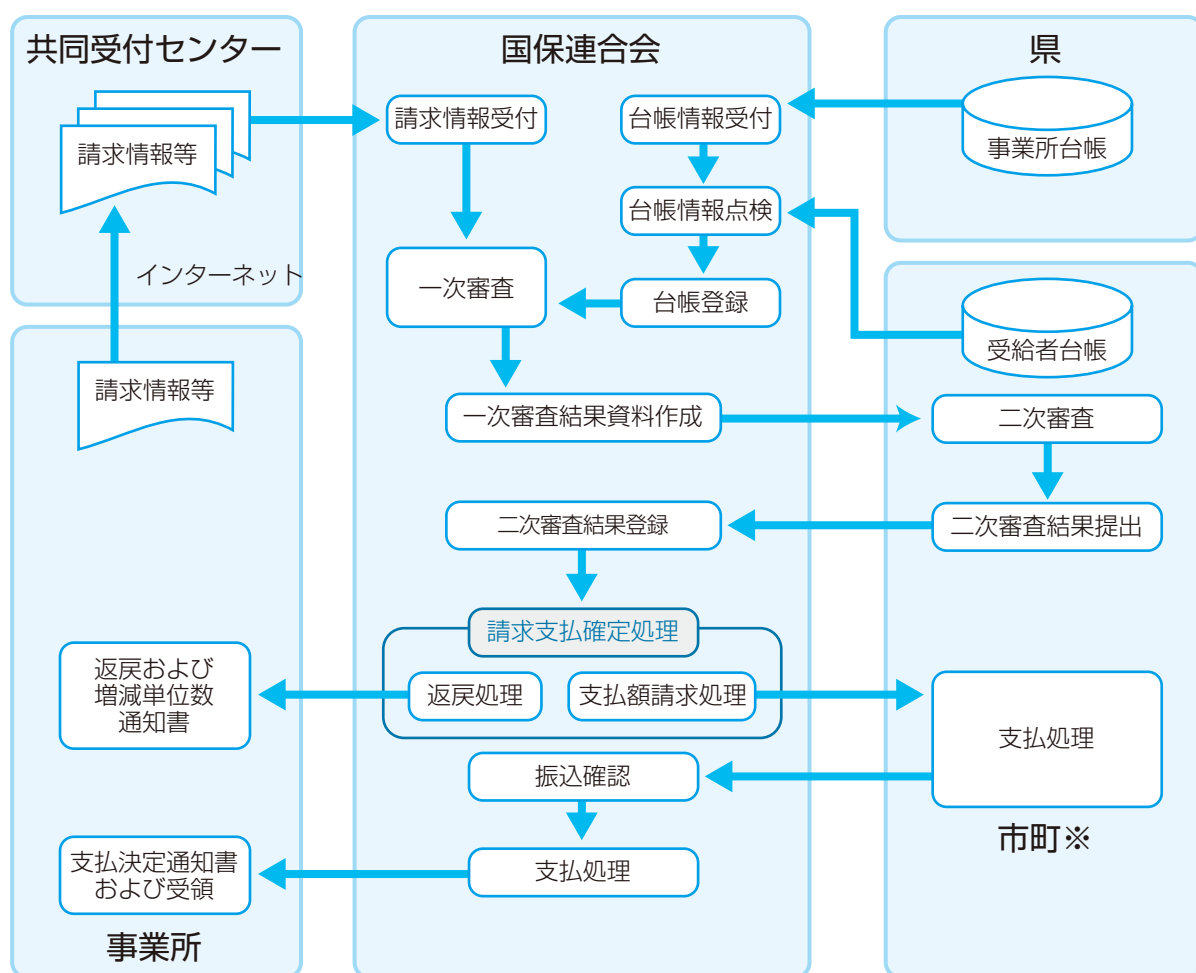 共同受付センター
請求情報等
インターネット
請求情報等
返戻および
増減単位数
通知書
支払決定通知書
および受領
事業所
国保連合会
請求情報受付
台帳情報受付
台帳情報点検
一次審査
台帳登録
一次審査結果資料作成
二次審査結果登録
請求支払確定処理
返戻処理
支払額請求処理
振込確認
支払処理
県
事業所台帳
受給者台帳
二次審査
二次審査結果提出
支払処理
市町※